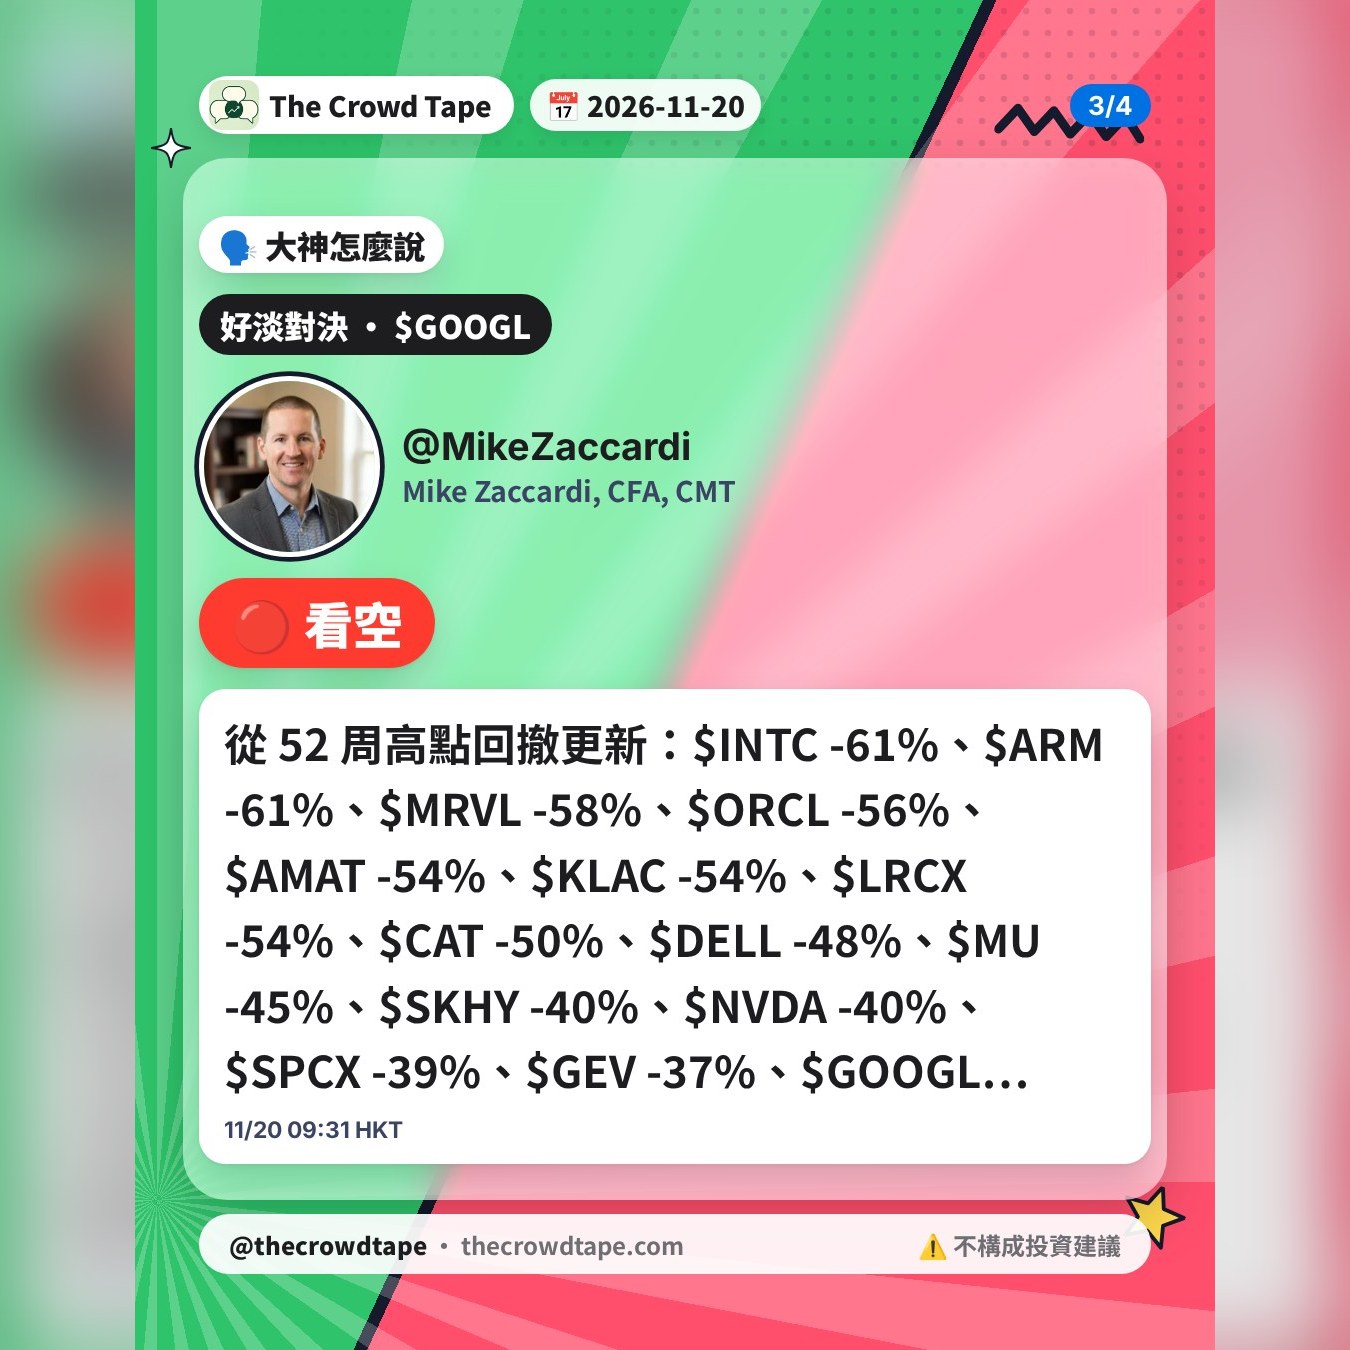 The Crowd Tape
July
17
2026-11-20
3/4
大神怎麼說
好淡對決 • $GOOGL
@MikeZaccardi
Mike Zaccardi, CFA, CMT
看空
從 52 周高點回撤更新：$INTC -61%、$ARM
-61%、$MRVL -58%、$ORCL -56%、
$AMAT -54%、$KLAC -54%、$LRCX
-54%、$CAT -50%、$DELL -48%、$MU
-45%、$SKHY -40%、$NVDA -40%、
$SPCX -39%、$GEV -37%、$GOOGL…
11/20 09:31 HKT
@thecrowdtape • thecrowdtape.com
不構成投資建議